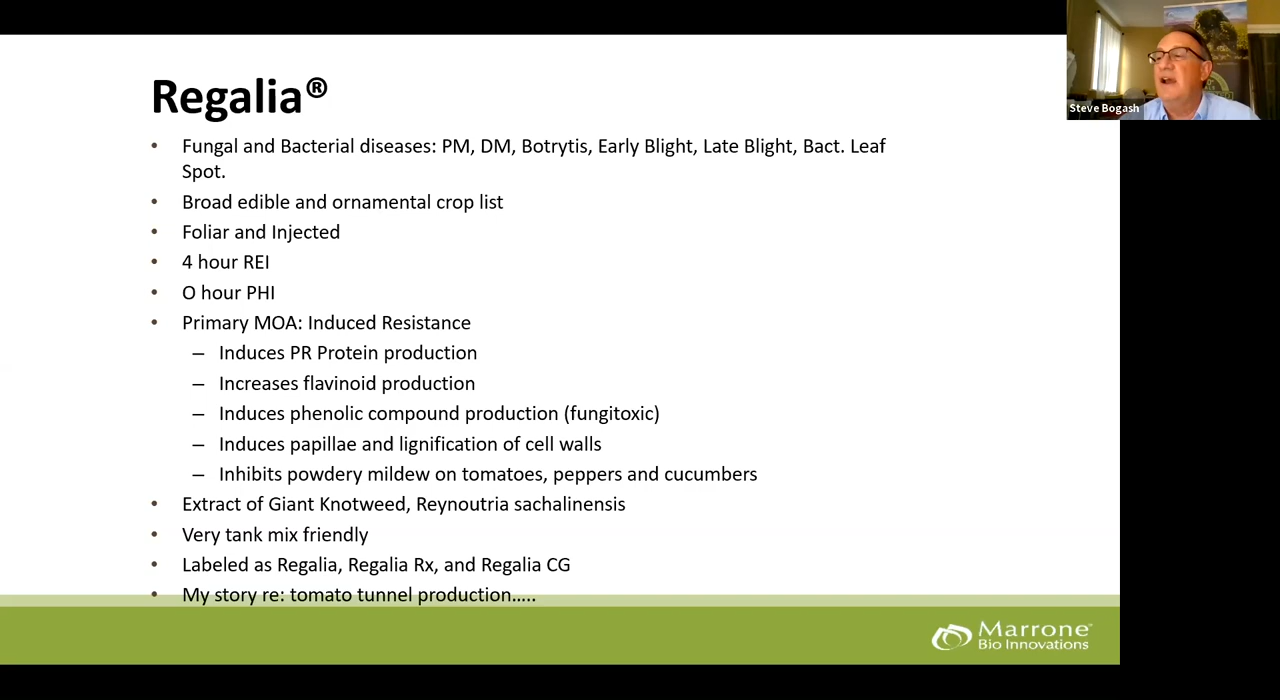 Regalia®
• Fungal and Bacterial diseases: PM, DM, Botrytis, Early Blight, Late Blight, Bact. Leaf
Spot.
• Broad edible and ornamental crop list
• Foliar and Injected
• 4 hour REI
• O hour PHI
• Primary MOA: Induced Resistance
– Induces PR Protein production
– Increases flavinoid production
– Induces phenolic compound production (fungitoxic)
– Induces papillae and lignification of cell walls
– Inhibits powdery mildew on tomatoes, peppers and cucumbers
• Extract of Giant Knotweed, Reynoutria sachalinensis
• Very tank mix friendly
• Labeled as Regalia, Regalia Rx, and Regalia CG
• My story re: tomato tunnel production…..
Marrone™
Bio Innovations
Steve Bogash